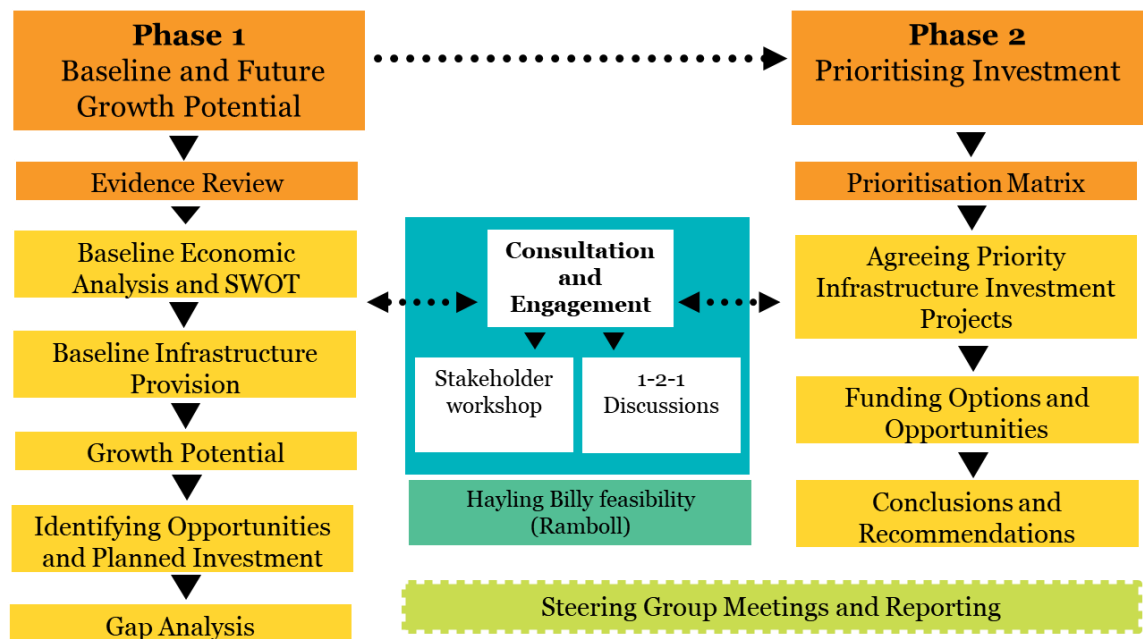 Phase 1
Baseline and Future
Growth Potential
Evidence Review
Baseline Economic
Analysis and SWOT
Baseline Infrastructure
Provision
Growth Potential
Identifying Opportunities
and Planned Investment
Gap Analysis
Consultation
and
Engagement
Stakeholder
workshop
1-2-1
Discussions
Hayling Billy feasibility
(Ramboll)
Phase 2
Prioritising Investment
Prioritisation Matrix
Agreeing Priority
Infrastructure Investment
Projects
Funding Options and
Opportunities
Conclusions and
Recommendations
Steering Group Meetings and Reporting